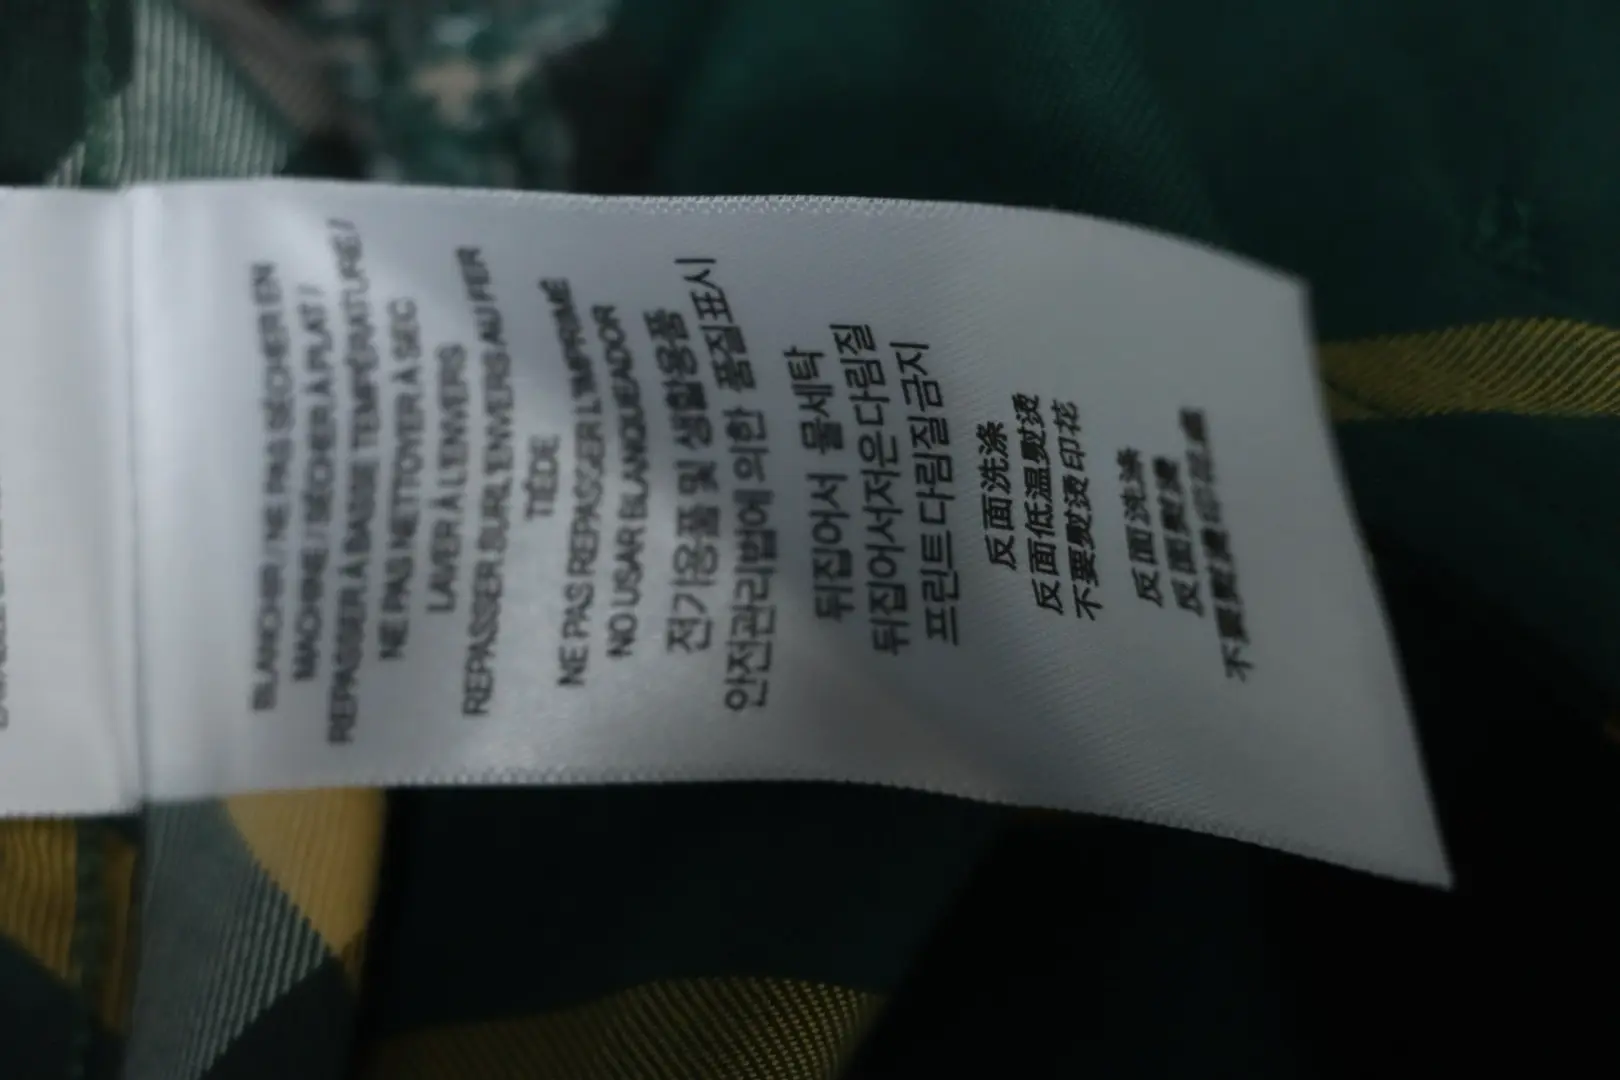 BLANCHIR / NE PAS SÉCHER EN
MACHINE / SÉCHER À PLAT /
REPASSER À BASSE TEMPÉRATURE /
NE PAS NETTOYER À SEC
LAVER À L'ENVERS
REPASSER SUR L'ENVERS AU FER
TIÈDE
NE PAS REPASSER L'IMPRIMÉ
NO USAR BLANQUEADOR
전기용품 및 생활용품
안전관리법에 의한 품질표시
뒤집어서 물세탁
뒤집어서저은다림질
프린트다림질금지
反面洗涤
反面低温熨烫
不要熨烫印花
反面洗涤
反面熨燙
不要熨燙印花處